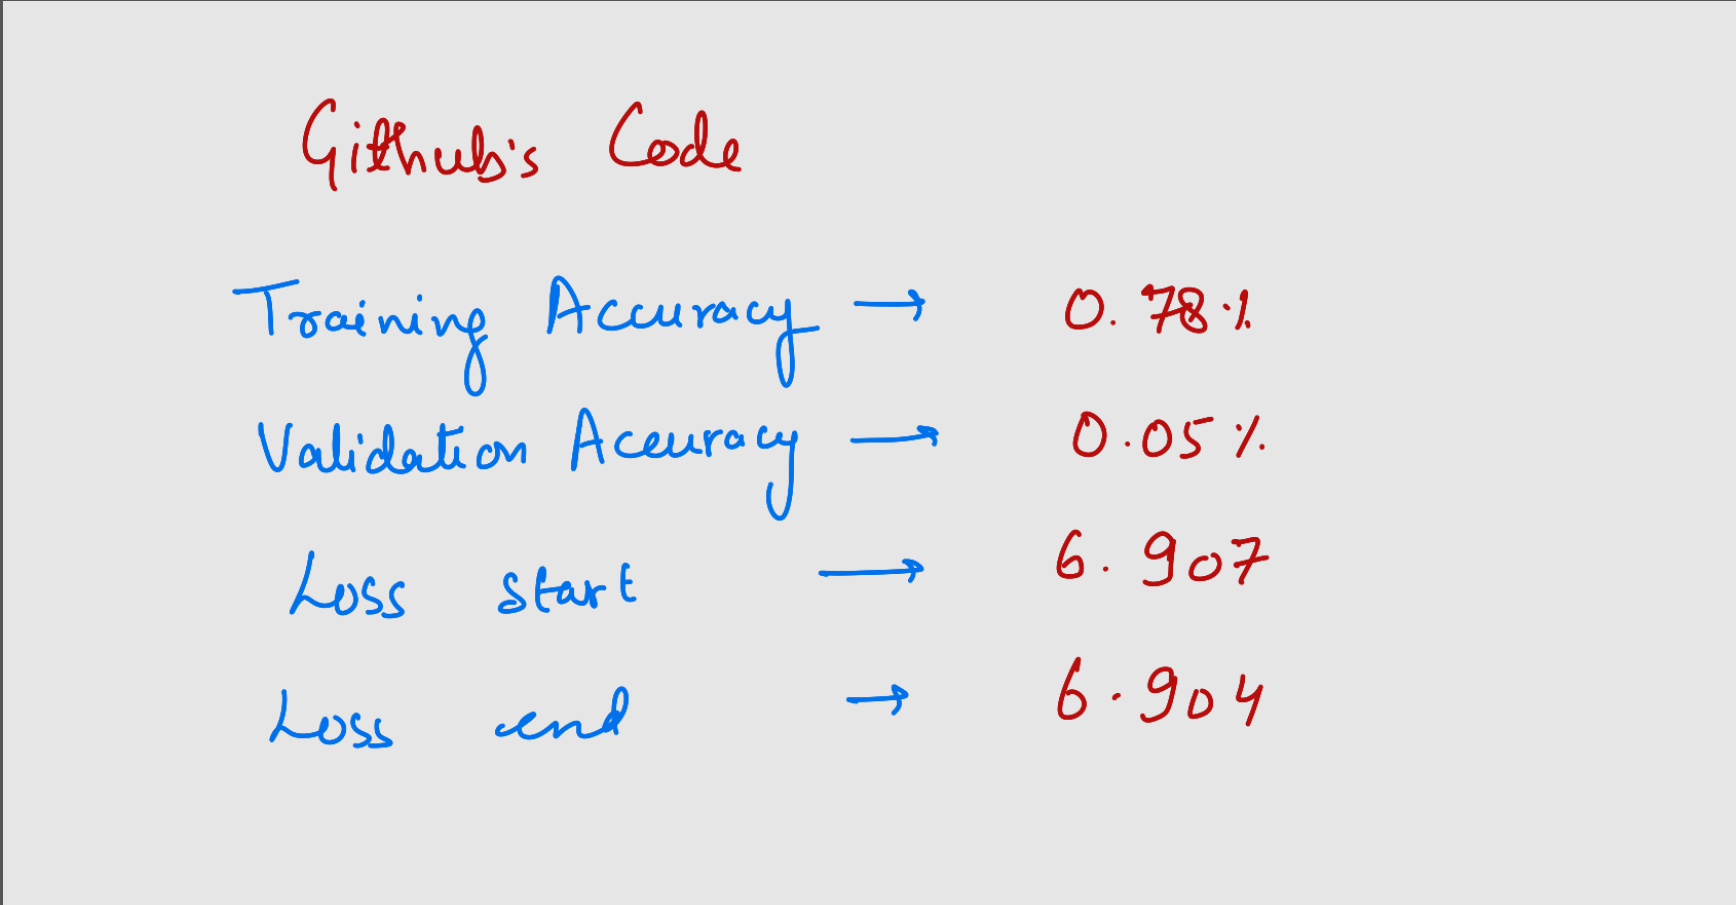 Github's Code
Training Accuracy → 0.78%
Validation Accuracy → 0.05%
Loss start → 6.907
Loss end → 6.904